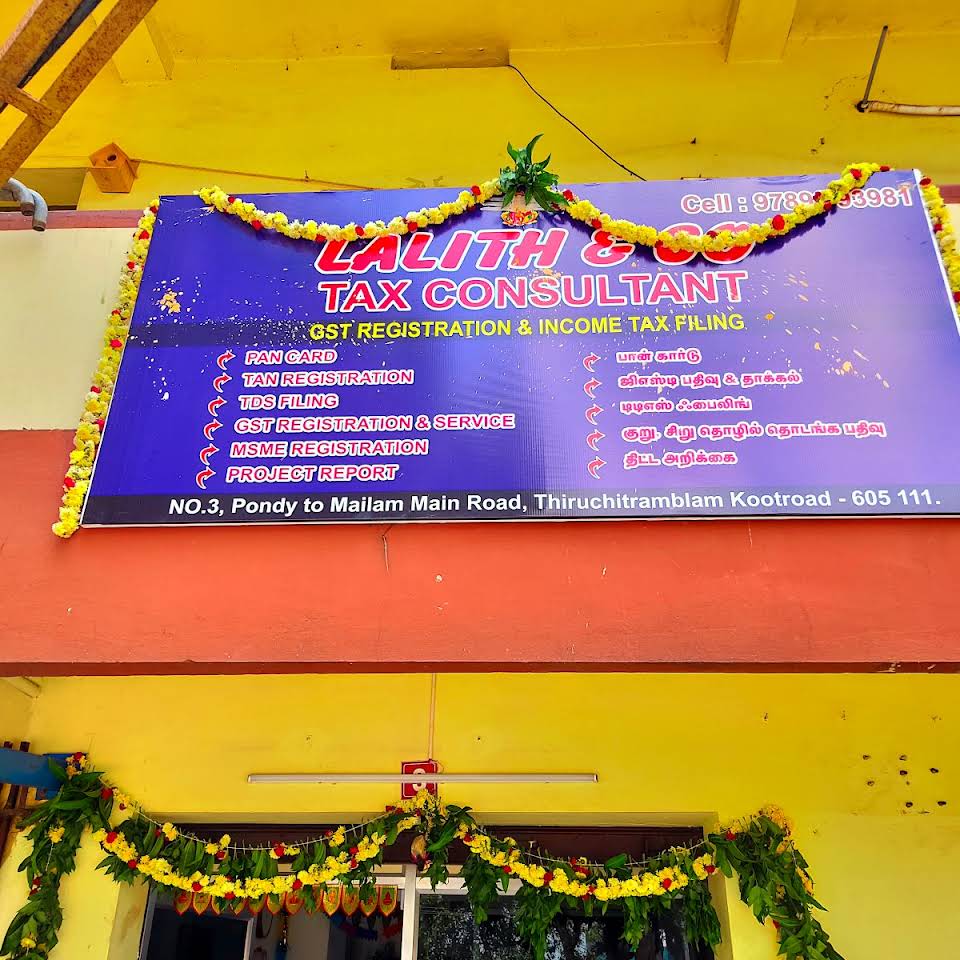 Cell :
LALITH & CO
TAX CONSULTANT
GST REGISTRATION & INCOME TAX FILING
PAN CARD
TAN REGISTRATION
TDS FILING
GST REGISTRATION & SERVICE
MSME REGISTRATION
PROJECT REPORT
பான் கார்டு
ஜிஎஸ்டி பதிவு & தாக்கல்
டிடிஎஸ் ஃபைலிங்
குறு, சிறு தொழில் தொடங்க பதிவு
திட்ட அறிக்கை
NO.3, Pondy to Mailam Main Road, Thiruchitramblam Kootroad - 605 111.